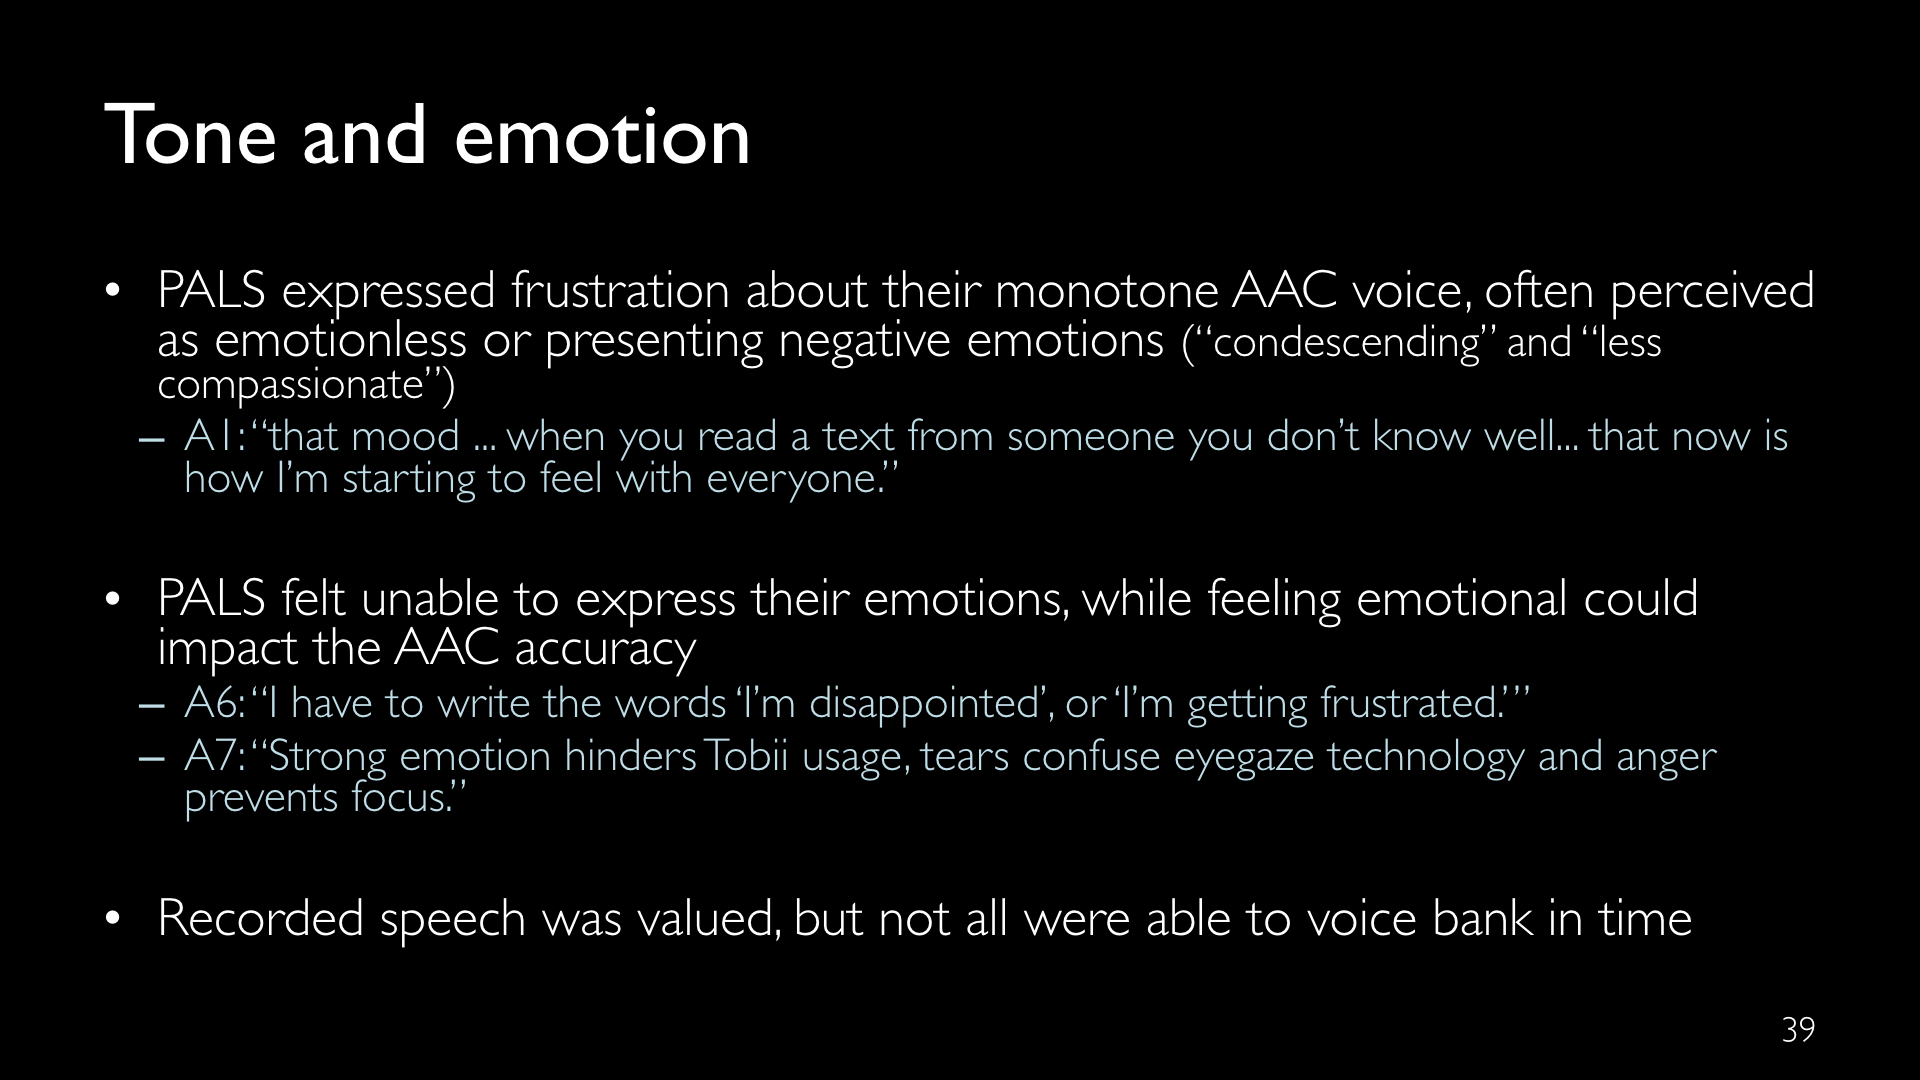 Tone and emotion
• PALS expressed frustration about their monotone AAC voice, often perceived
as emotionless or presenting negative emotions (“condescending” and “less
compassionate”)
– A1: “that mood ... when you read a text from someone you don’t know well... that now is
how I’m starting to feel with everyone.”
• PALS felt unable to express their emotions, while feeling emotional could
impact the AAC accuracy
– A6: “I have to write the words ‘I’m disappointed’, or ‘I’m getting frustrated.’”
– A7: “Strong emotion hinders Tobii usage, tears confuse eyegaze technology and anger
prevents focus.”
• Recorded speech was valued, but not all were able to voice bank in time
39